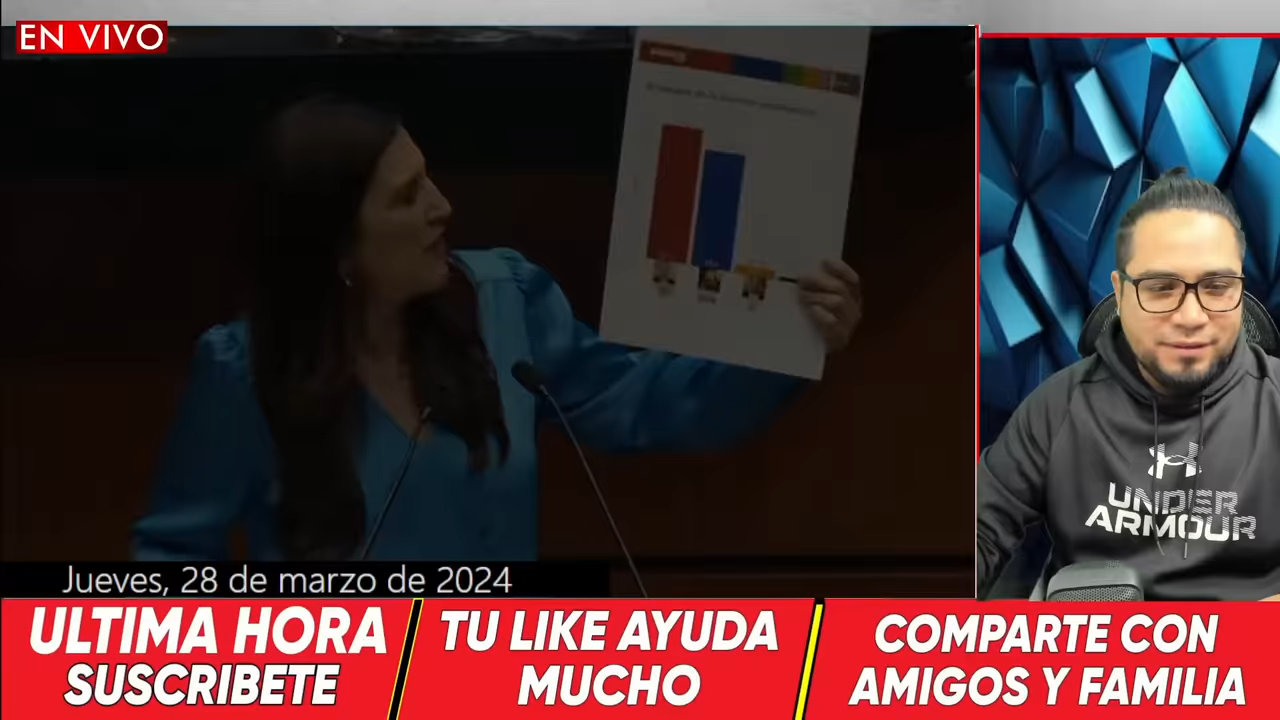 EN VIVO
Jueves, 28 de marzo de 2024
ULTIMA HORA
SUSCRIBETE
TU LIKE AYUDA
MUCHO
COMPARTE CON
AMIGOS Y FAMILIA
UNDER
ARMOUR